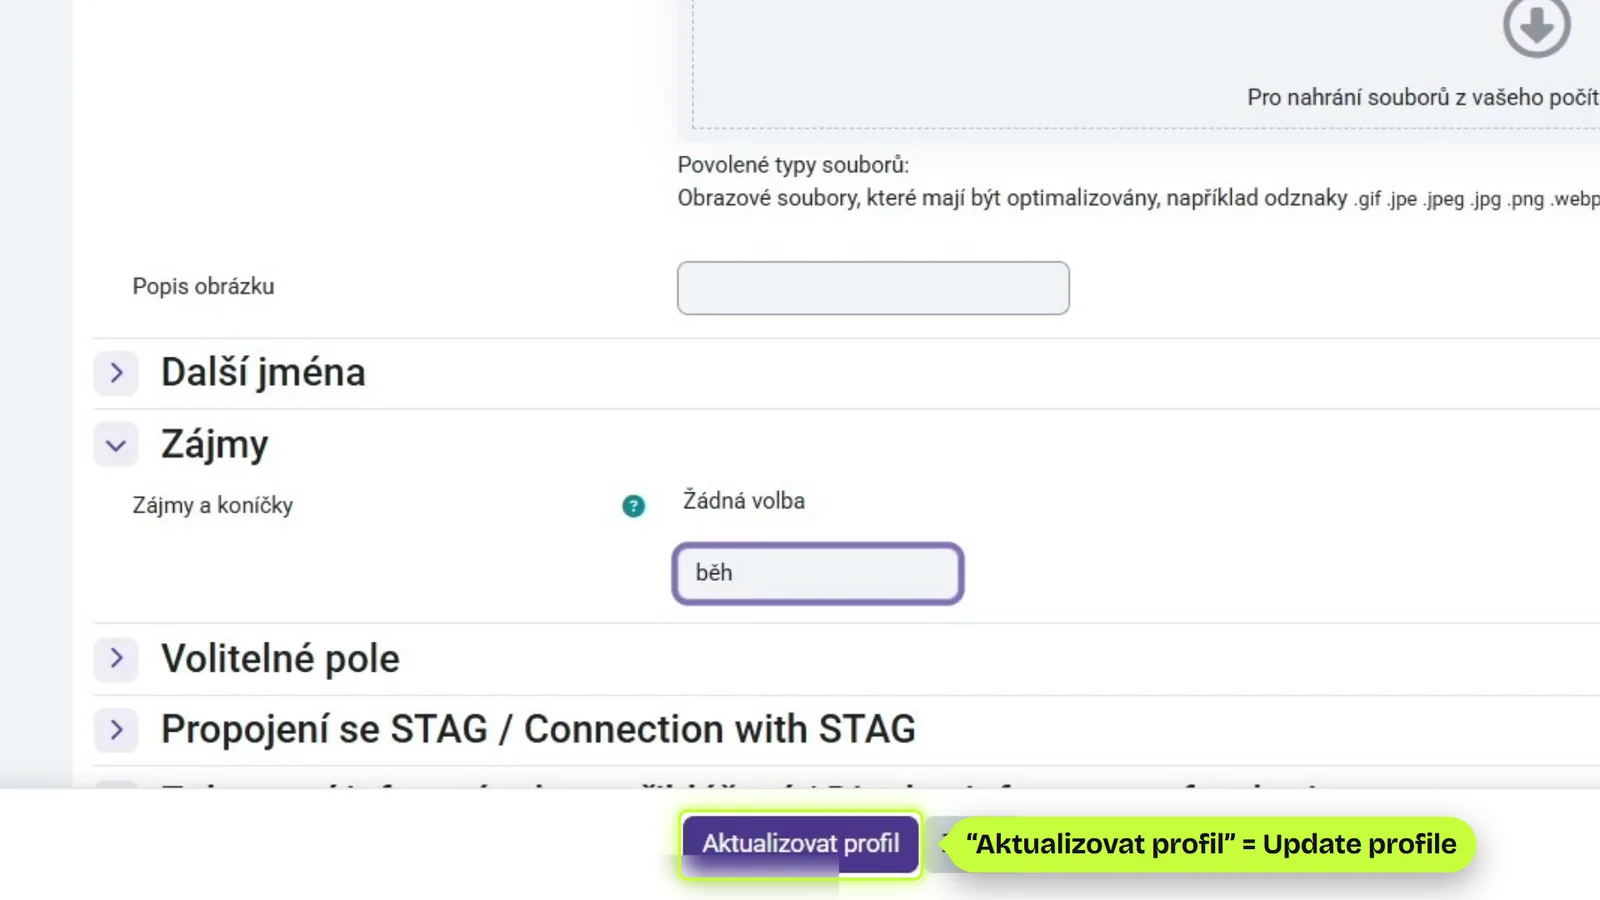 Pro nahrání souborů z vašeho
Povolené typy souborů:
Obrazové soubory, které mají být optimalizovány, například odznaky .gif .jpe .jpeg .jpg .png .webp
Popis obrázku
Další jména
Zájmy
Zájmy a koníčky ? Žádná volba
běh
Volitelné pole
Propojení se STAG / Connection with STAG
Aktualizovat profil “Aktualizovat profil” = Update profile